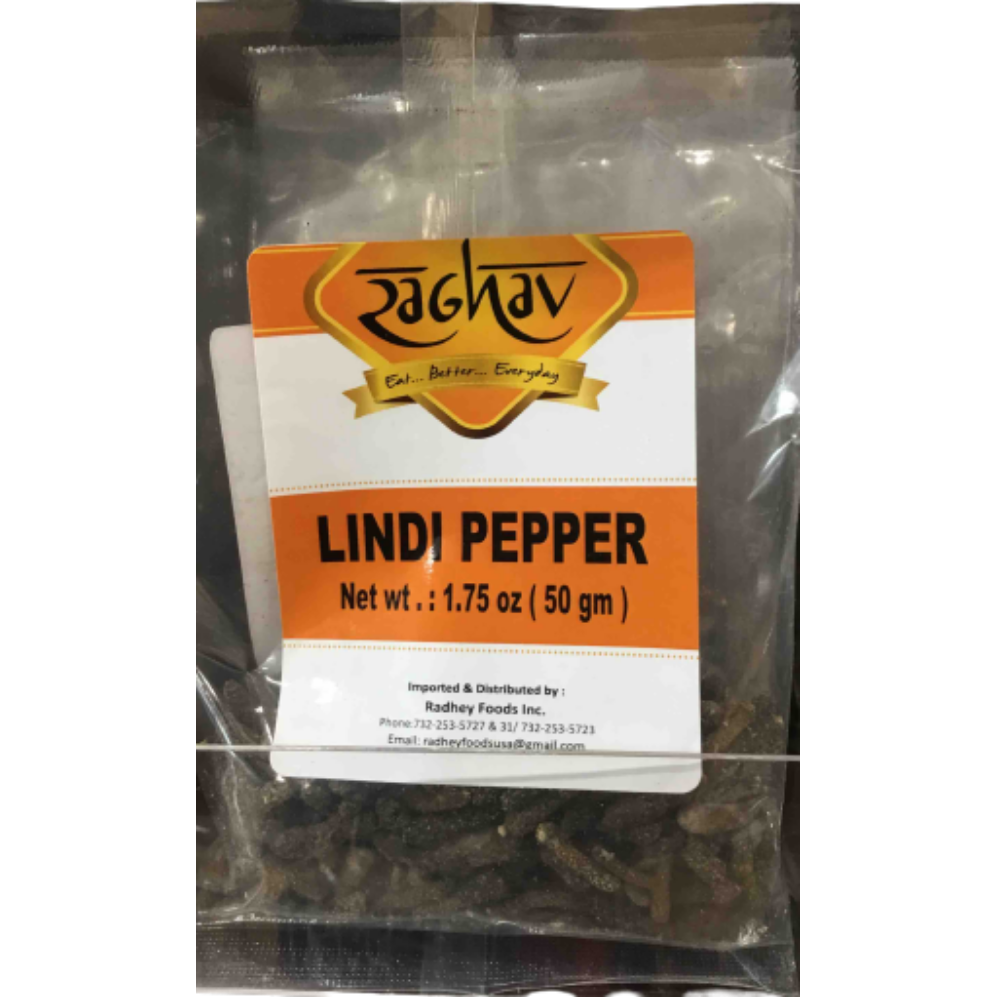 raghav
Eat... Better... Everyday
LINDI PEPPER
Net wt . : 1.75 oz ( 50 gm )
Imported & Distributed by :
Radhey Foods Inc.
Phone:732-253-5727 & 31/ 732-253-5723
Email: radheyfoodsusa@gmail.com